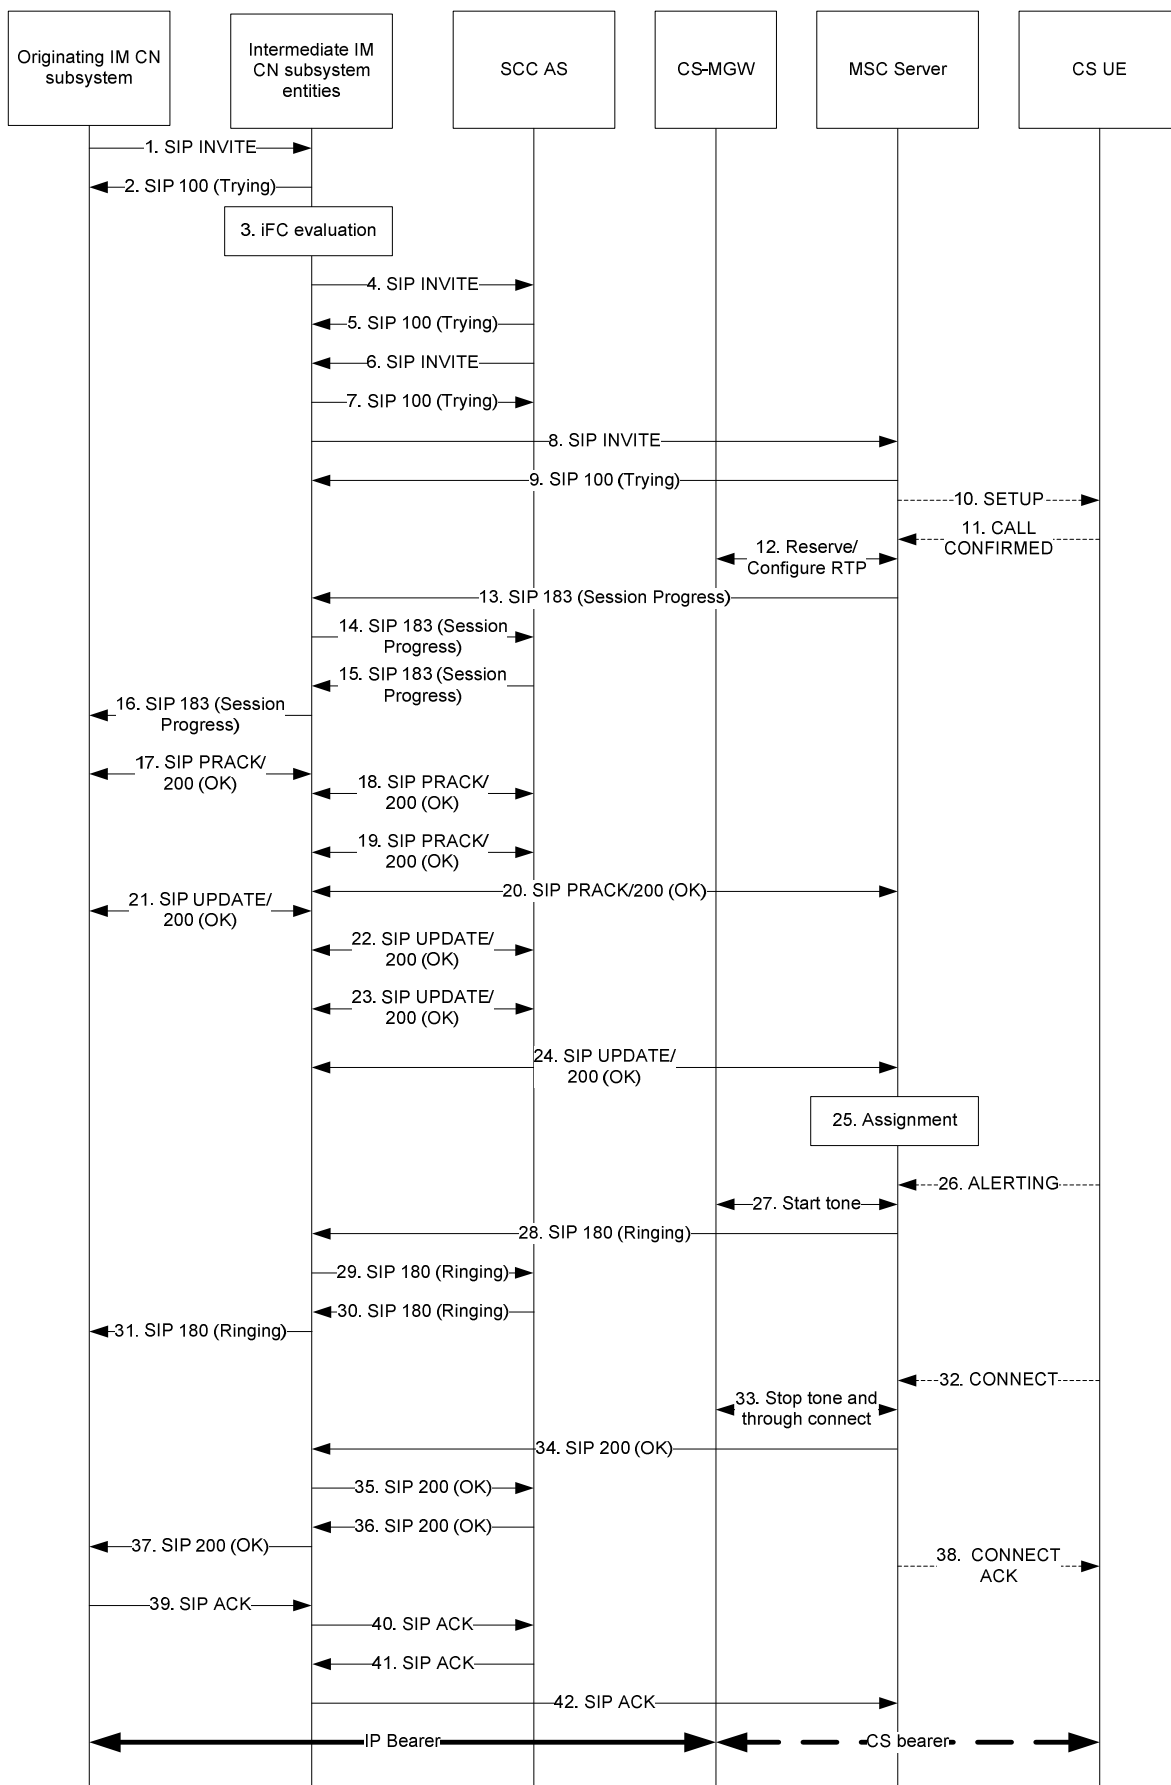 Originating IM CN
subsystem
Intermediate IM
CN subsystem
entities
SCC AS
CS-MGW
MSC Server
CS UE
1. SIP INVITE
2. SIP 100 (Trying)
3. iFC evaluation
4. SIP INVITE
5. SIP 100 (Trying)
6. SIP INVITE
7. SIP 100 (Trying)
8. SIP INVITE
9. SIP 100 (Trying)
10. SETUP
11. CALL
CONFIRMED
12. Reserve/
Configure RTP
13. SIP 183 (Session Progress)
14. SIP 183 (Session
Progress)
15. SIP 183 (Session
Progress)
16. SIP 183 (Session
Progress)
17. SIP PRACK/
200 (OK)
18. SIP PRACK/
200 (OK)
19. SIP PRACK/
200 (OK)
20. SIP PRACK/200 (OK)
21. SIP UPDATE/
200 (OK)
22. SIP UPDATE/
200 (OK)
23. SIP UPDATE/
200 (OK)
24. SIP UPDATE/
200 (OK)
25. Assignment
26. ALERTING
27. Start tone
28. SIP 180 (Ringing)
29. SIP 180 (Ringing)
30. SIP 180 (Ringing)
31. SIP 180 (Ringing)
32. CONNECT
33. Stop tone and
through connect
34. SIP 200 (OK)
35. SIP 200 (OK)
36. SIP 200 (OK)
37. SIP 200 (OK)
38. CONNECT
ACK
39. SIP ACK
40. SIP ACK
41. SIP ACK
42. SIP ACK
IP Bearer
CS bearer